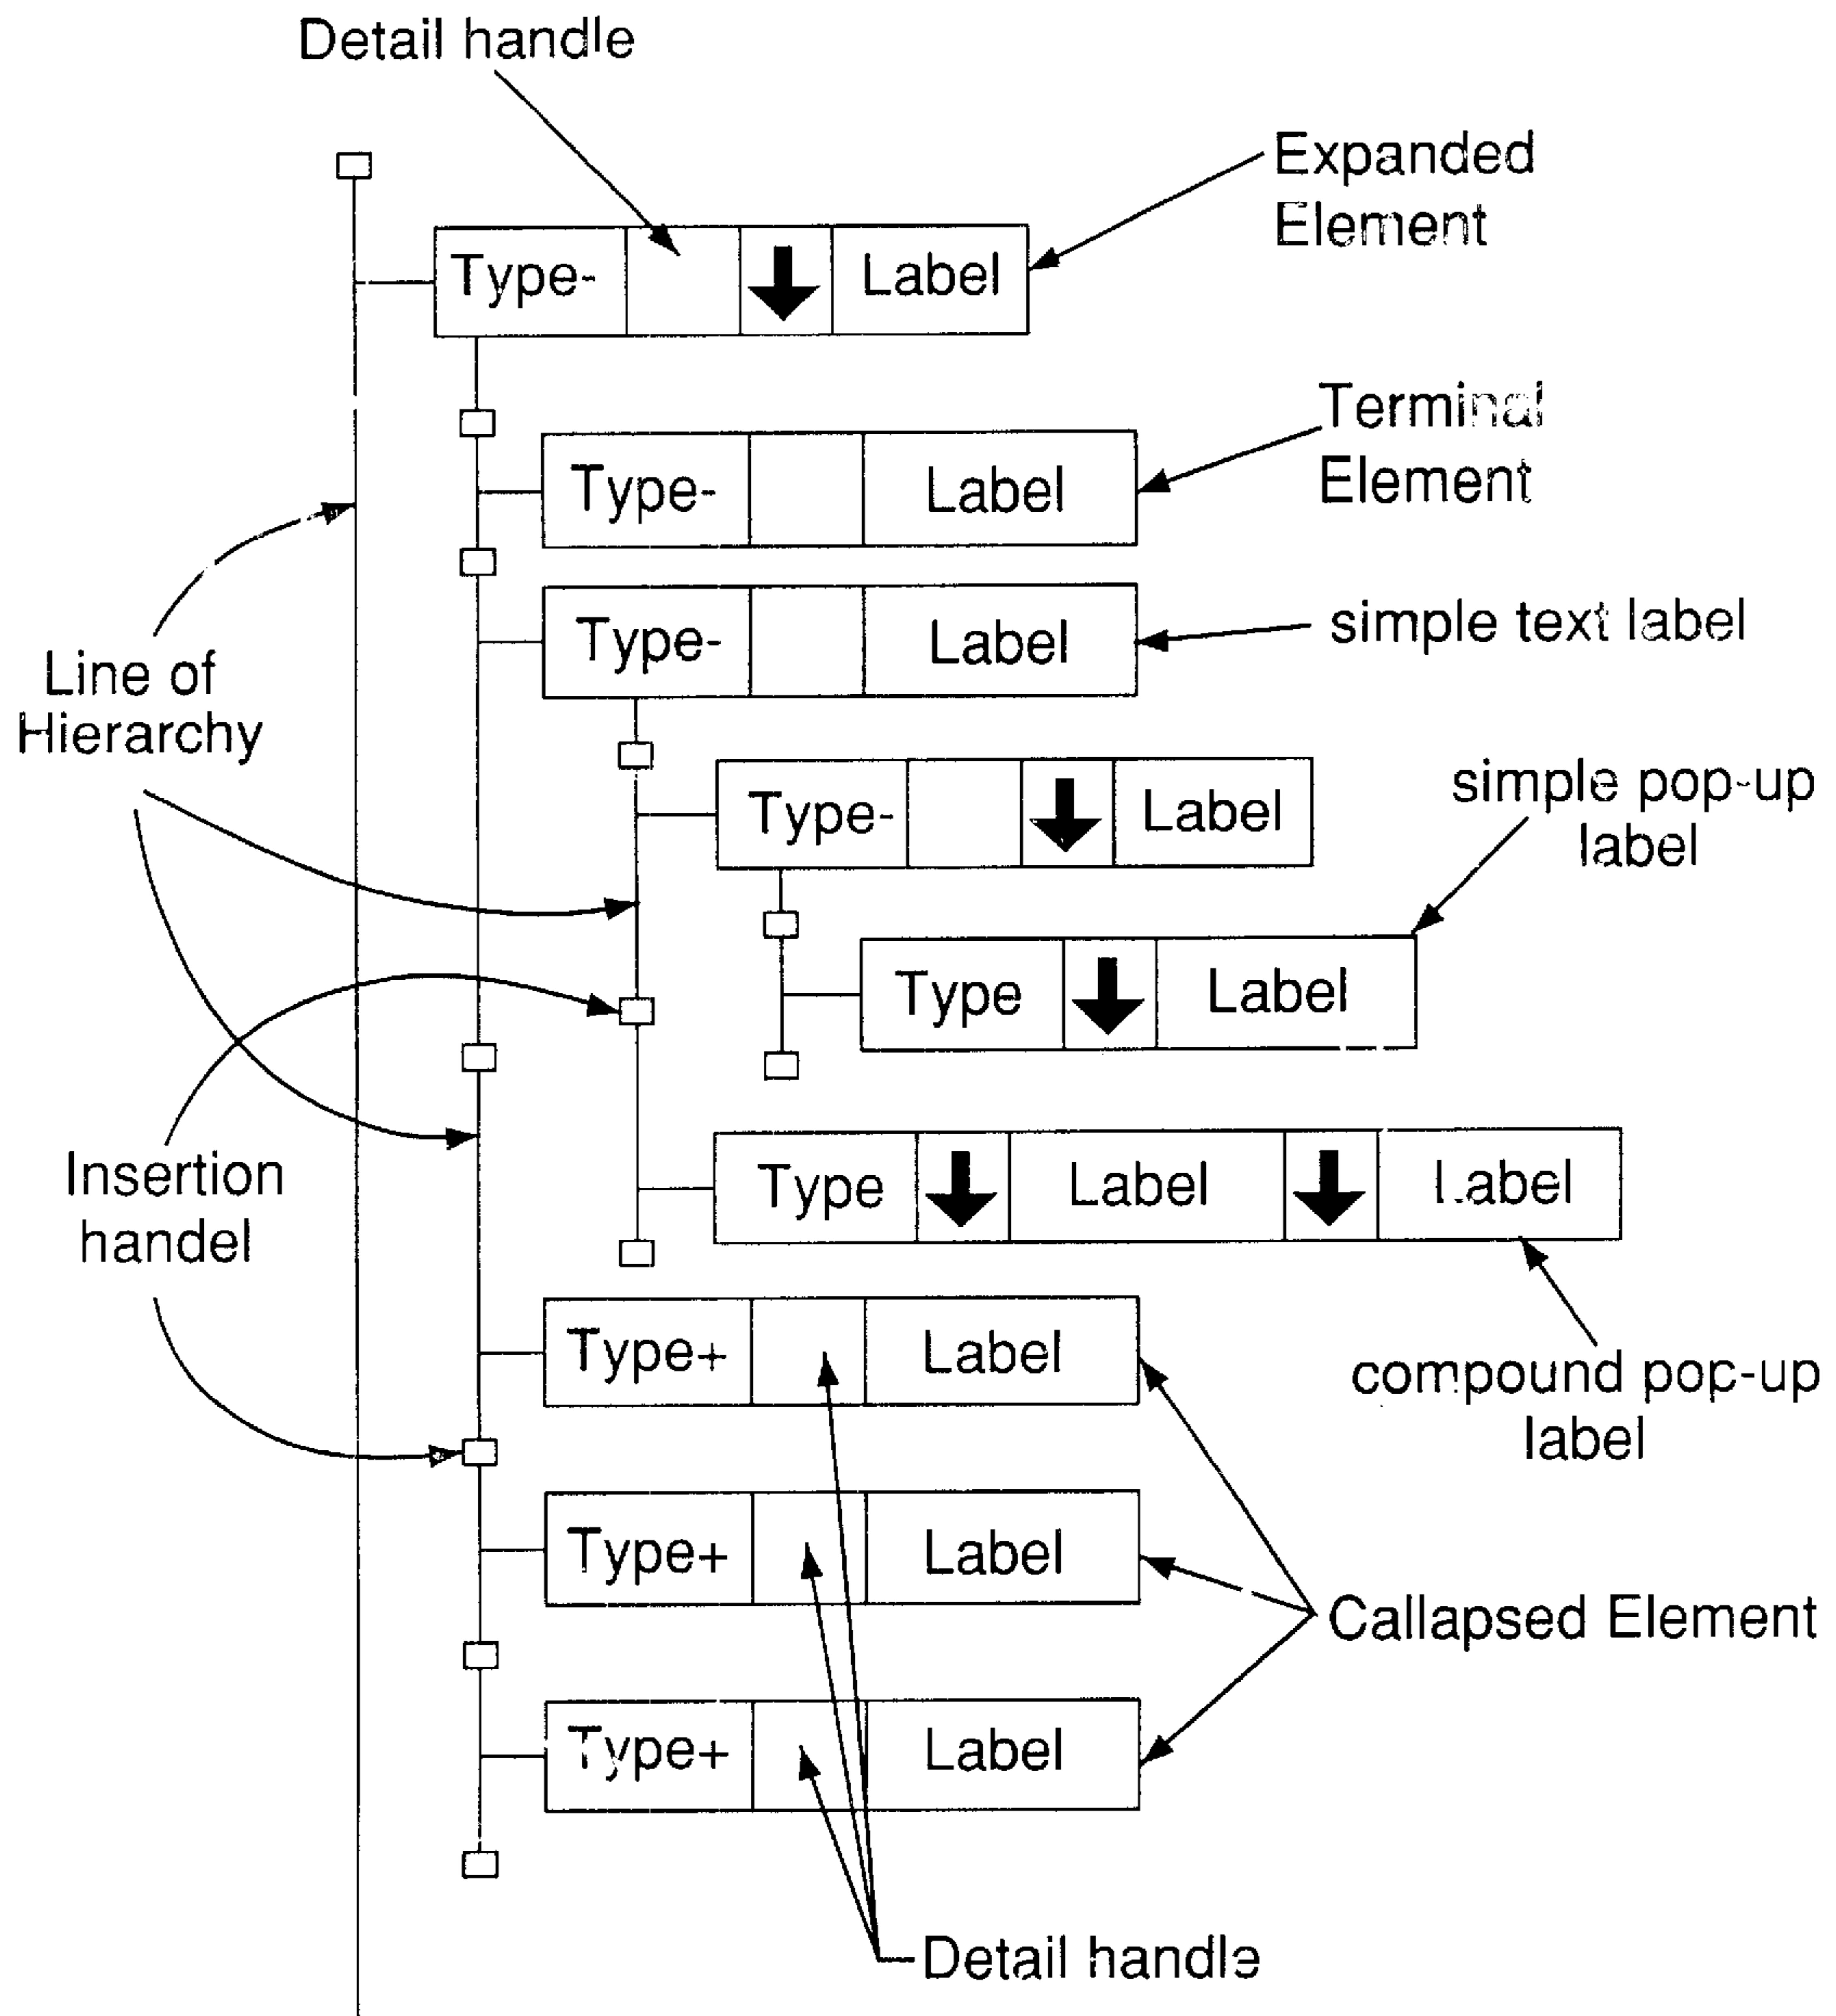 Detail handle
Expanded
Element
Type- Label
Terminal
Element
Type- Label
Type- Label
simple text label
Line of
Hierarchy
Type- Label
simple pop-up
label
Type Label
Insertion
handel
Type Label Label
compound pop-up
label
Type+ Label
Type+ Label
Callapsed Element
Type+ Label
Detail handle